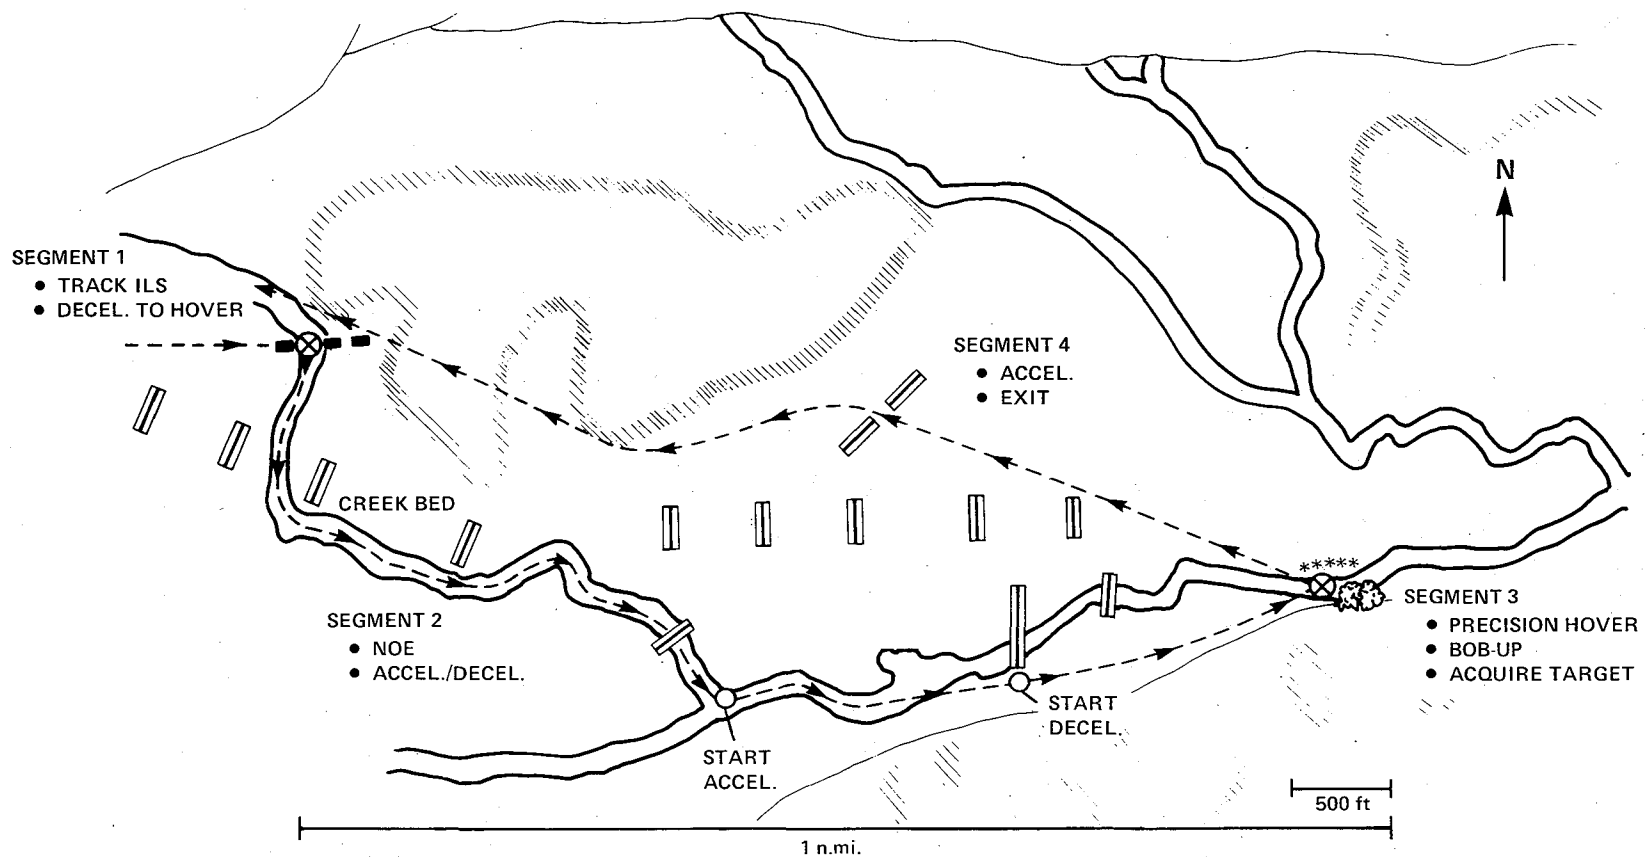 N
SEGMENT 1
● TRACK ILS
● DECEL. TO HOVER
SEGMENT 4
● ACCEL.
● EXIT
CREEK BED
*****
SEGMENT 2
● NOE
● ACCEL./DECEL.
SEGMENT 3
● PRECISION HOVER
● BOB-UP
● ACQUIRE TARGET
START
DECEL.
START
ACCEL.
500 ft
1 n.mi.